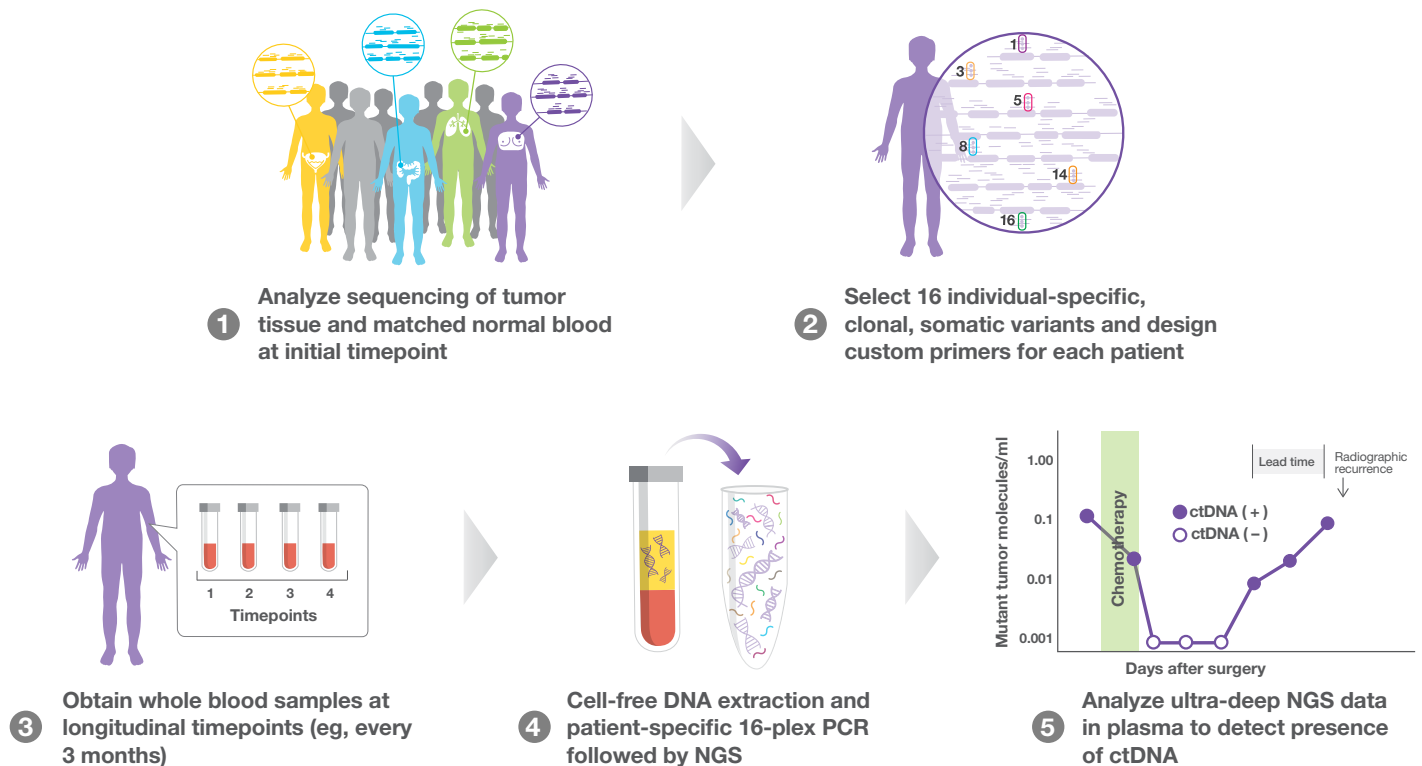 1
3
5
8
14
16
1
Analyze sequencing of tumor
tissue and matched normal blood
at initial timepoint
2
Select 16 individual-specific,
clonal, somatic variants and design
custom primers for each patient
1 2 3 4
Timepoints
3
Obtain whole blood samples at
longitudinal timepoints (eg, every
3 months)
4
Cell-free DNA extraction and
patient-specific 16-plex PCR
followed by NGS
Mutant tumor molecules/ml
1.00
0.1
0.01
0.001
Chemotherapy
Lead time
Radiographic
recurrence
ctDNA (+)
ctDNA (−)
Days after surgery
5
Analyze ultra-deep NGS data
in plasma to detect presence
of ctDNA